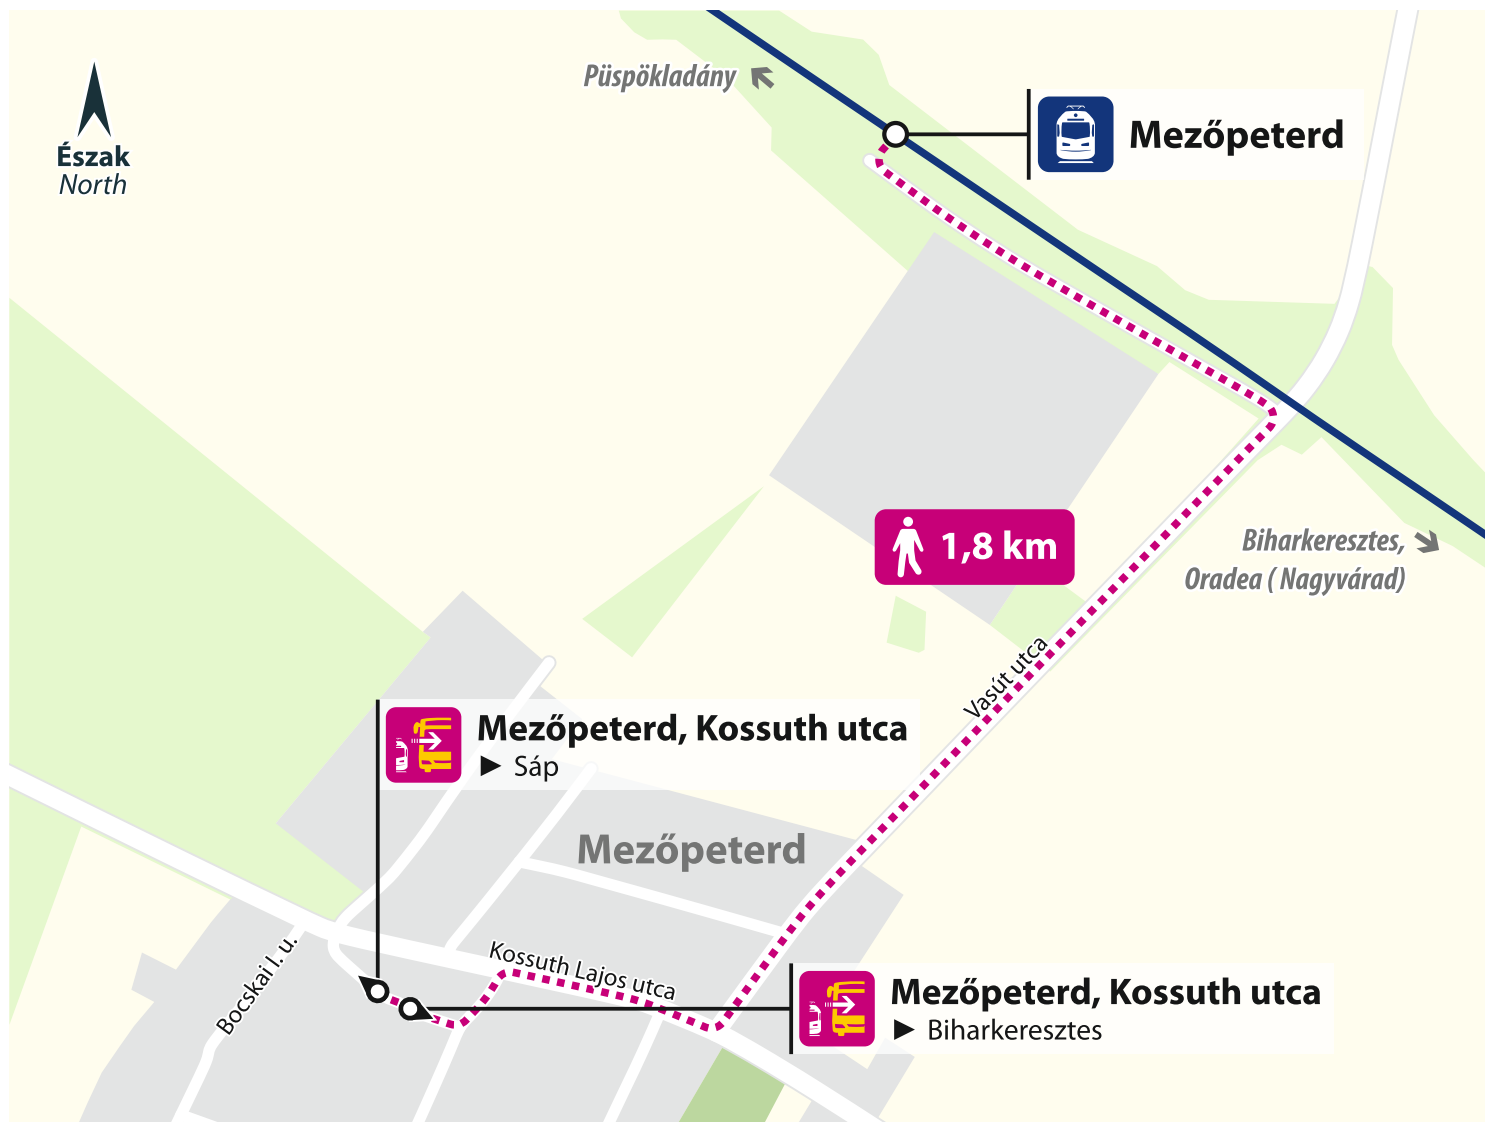 Püspökladány
Mezőpeterd
Észak
North
1,8 km
Biharkeresztes,
Oradea ( Nagyvárad)
Vasút utca
Mezőpeterd, Kossuth utca
► Sáp
Mezőpeterd
Bocskai I. u.
Kossuth Lajos utca
Mezőpeterd, Kossuth utca
► Biharkeresztes